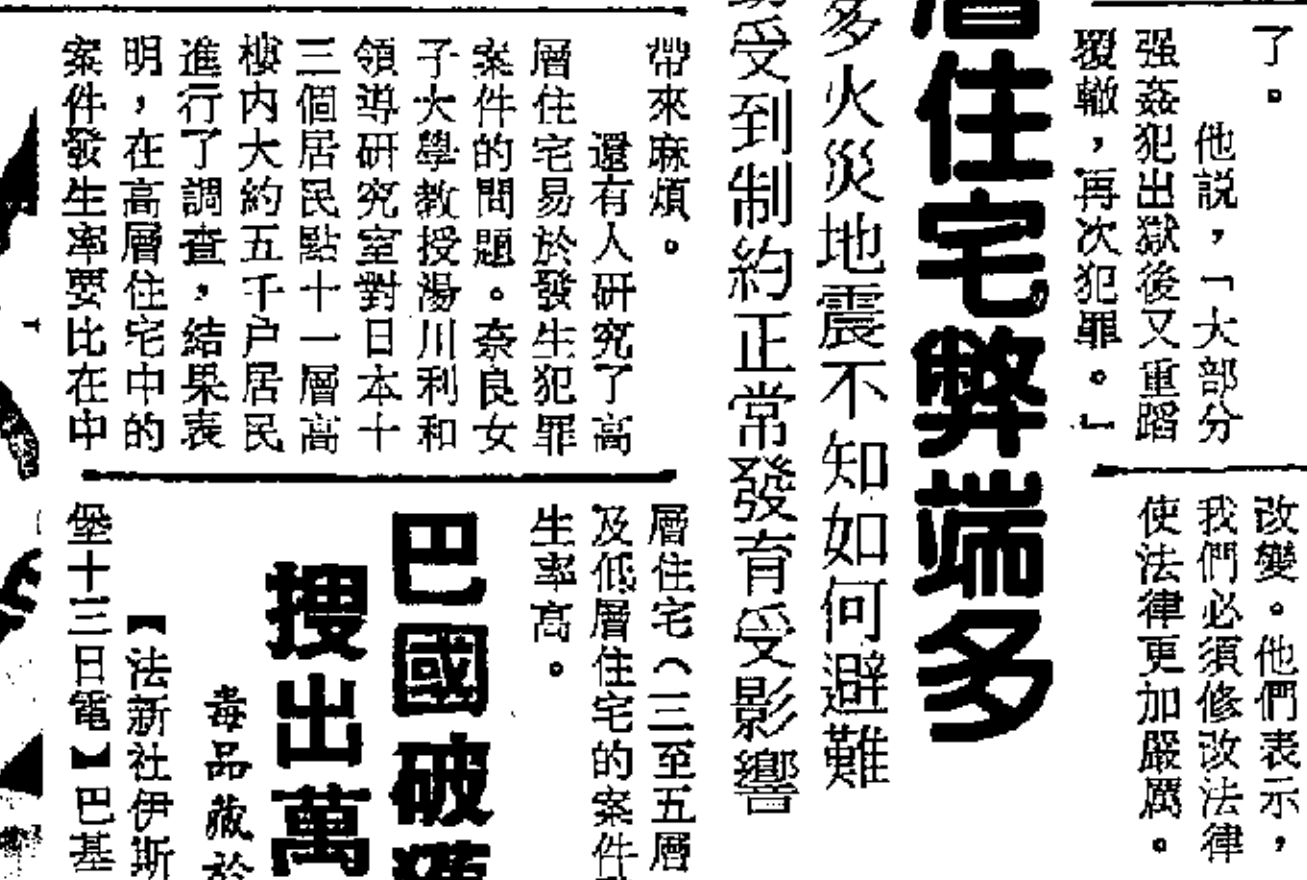 了。
他説,「大部分
强姦犯出獄後又重蹈
覆轍,再次犯罪。」
改變。他們表示,
我們必須修改法律
使法律更加嚴厲。
層住宅弊端多
多火災地震不知如何避難
受到制約正常發育受影響
帶來麻煩。
還有人研究了高
層住宅易於發生犯罪
案件的問題。奈良女
子大學教授湯川利和
領導研究室對日本十
三個居民點十一層高
樓内大約五千户居民
進行了調查,結果表
明,在高層住宅中的
案件發生率要比在中
層住宅(三至五層
及低層住宅的案件
生率高。
巴國破獲
搜出萬
毒品藏於
【法新社伊斯
堡十三日電】巴基